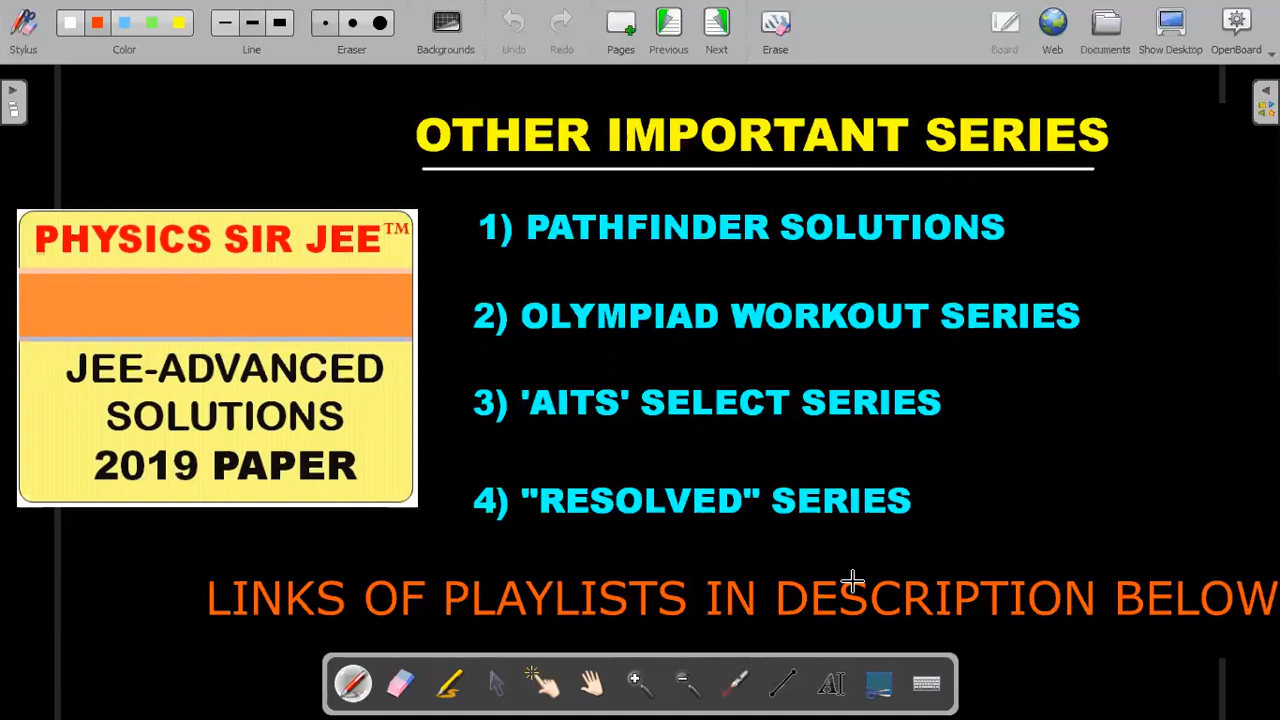 Stylus
Color
Line
Eraser
Backgrounds
Undo
Redo
Pages
Previous
Next
Erase
Board
Web
Documents
Show Desktop
OpenBoard
OTHER IMPORTANT SERIES
PHYSICS SIR JEE™
JEE-ADVANCED
SOLUTIONS
2019 PAPER
1) PATHFINDER SOLUTIONS
2) OLYMPIAD WORKOUT SERIES
3) 'AITS' SELECT SERIES
4) "RESOLVED" SERIES
LINKS OF PLAYLISTS IN DESCRIPTION BELOW
AI